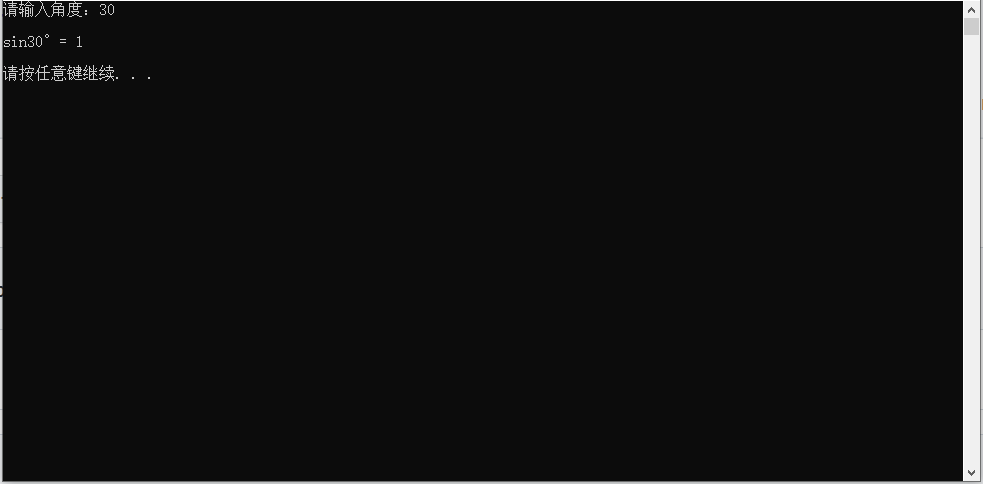 请输入角度：30
sin30° = 1
请按任意键继续. . .